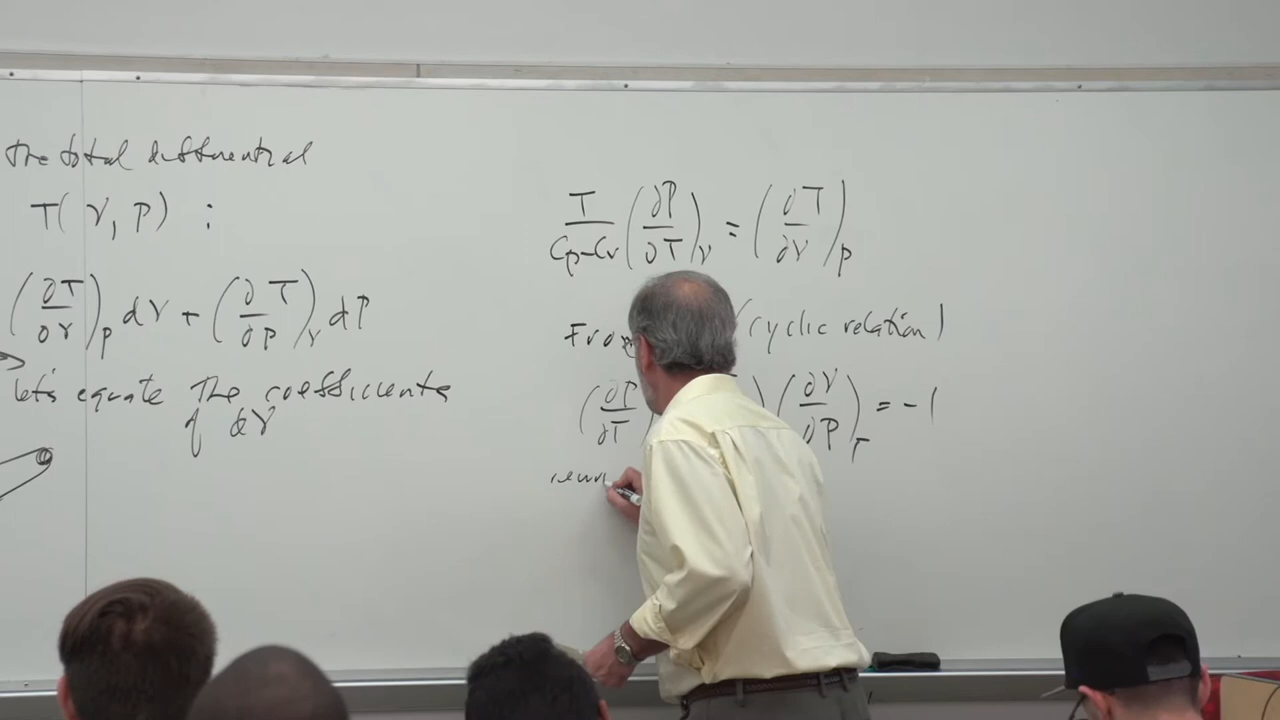 the total differential
T( v, P ) :
(∂T/∂v)_P dv + (∂T/∂P)_v dP
let's equate the coefficients
of dv
T/(Cp-Cv) (∂P/∂T)_v = (∂T/∂v)_P
From (cyclic relation)
(∂P/∂T) ) (∂v/∂P)_T = -1